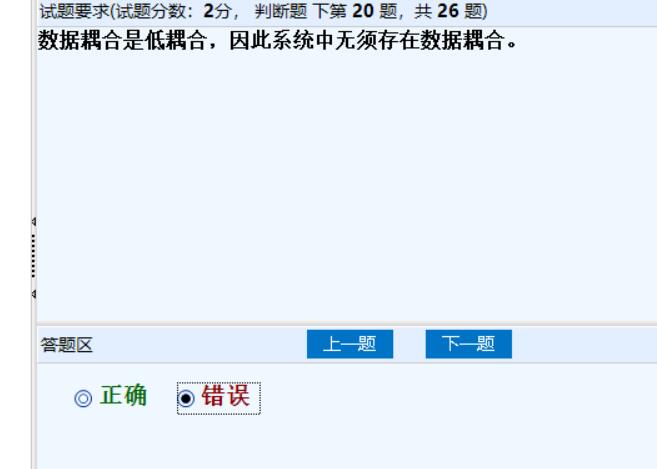 试题要求(试题分数：2分， 判断题 下第 20 题，共 26 题)
数据耦合是低耦合，因此系统中无须存在数据耦合。
答题区 上一题 下一题
正确 错误